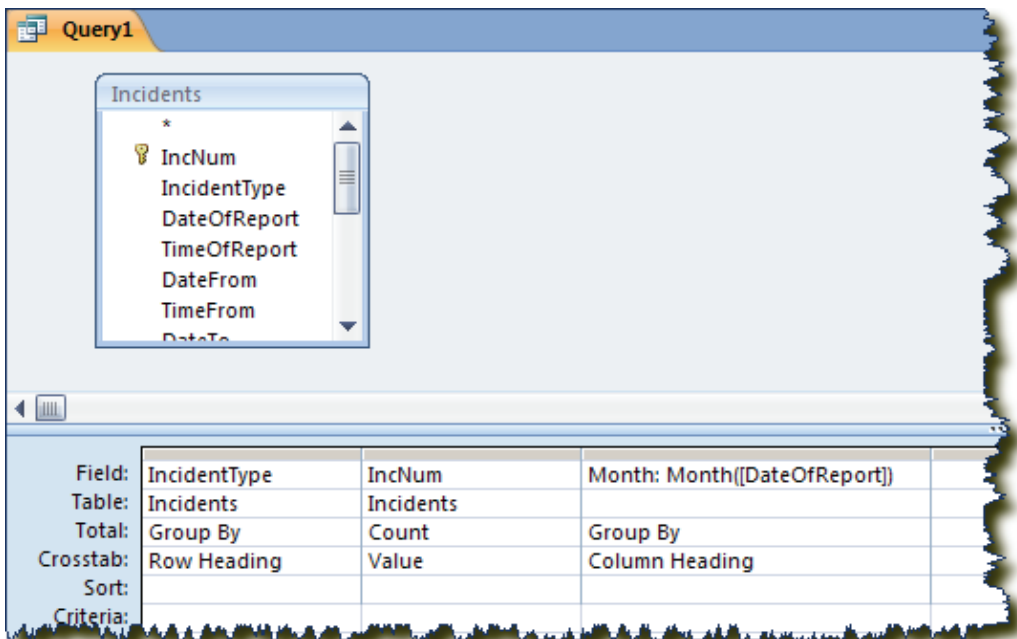 Query1
Incidents
*
IncNum
IncidentType
DateOfReport
TimeOfReport
DateFrom
TimeFrom
DateTo
Field: IncidentType IncNum Month: Month([DateOfReport])
Table: Incidents Incidents
Total: Group By Count Group By
Crosstab: Row Heading Value Column Heading
Sort:
Criteria: